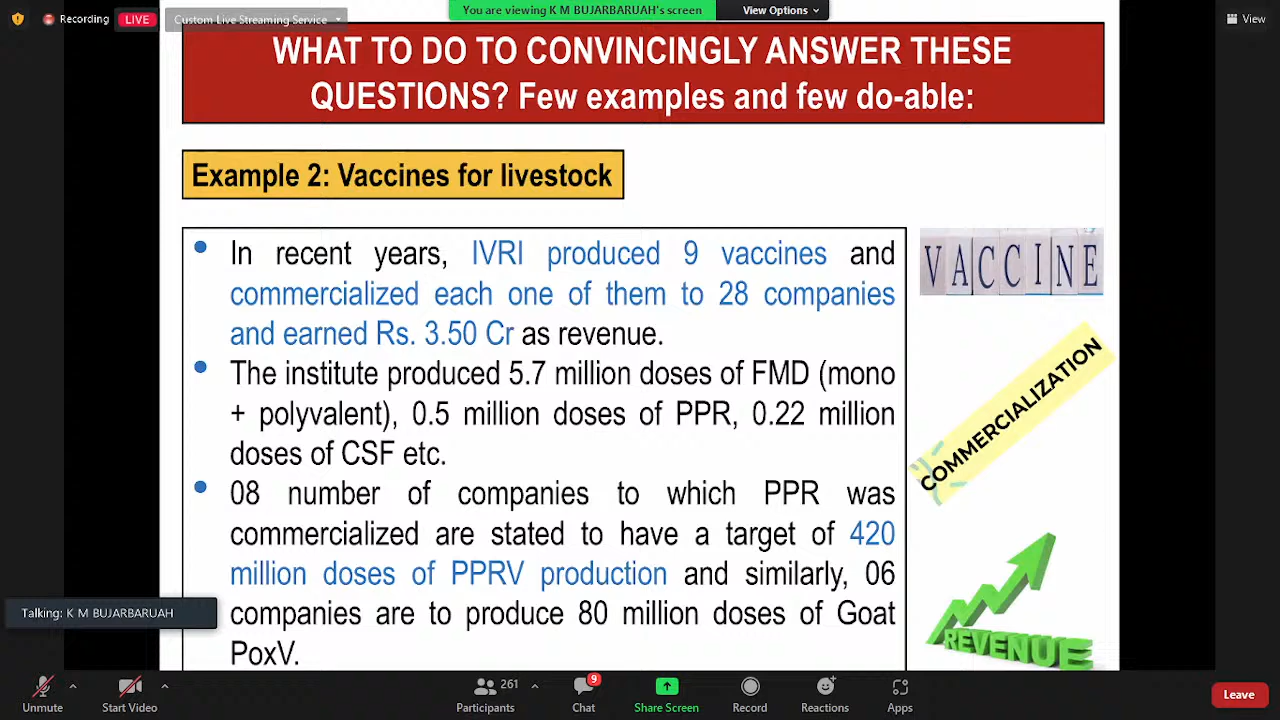 Recording
LIVE
Custom Live Streaming Service
You are viewing K M BUJARBARUAH's screen
View Options
View
WHAT TO DO TO CONVINCINGLY ANSWER THESE
QUESTIONS? Few examples and few do-able:
Example 2: Vaccines for livestock
• In recent years, IVRI produced 9 vaccines and
commercialized each one of them to 28 companies
and earned Rs. 3.50 Cr as revenue.
• The institute produced 5.7 million doses of FMD (mono
+ polyvalent), 0.5 million doses of PPR, 0.22 million
doses of CSF etc.
• 08 number of companies to which PPR was
commercialized are stated to have a target of 420
million doses of PPRV production and similarly, 06
companies are to produce 80 million doses of Goat
PoxV.
VACCINE
COMMERCIALIZATION
REVENUE
Talking: K M BUJARBARUAH
Unmute
Start Video
261
Participants
9
Chat
Share Screen
Record
Reactions
Apps
Leave